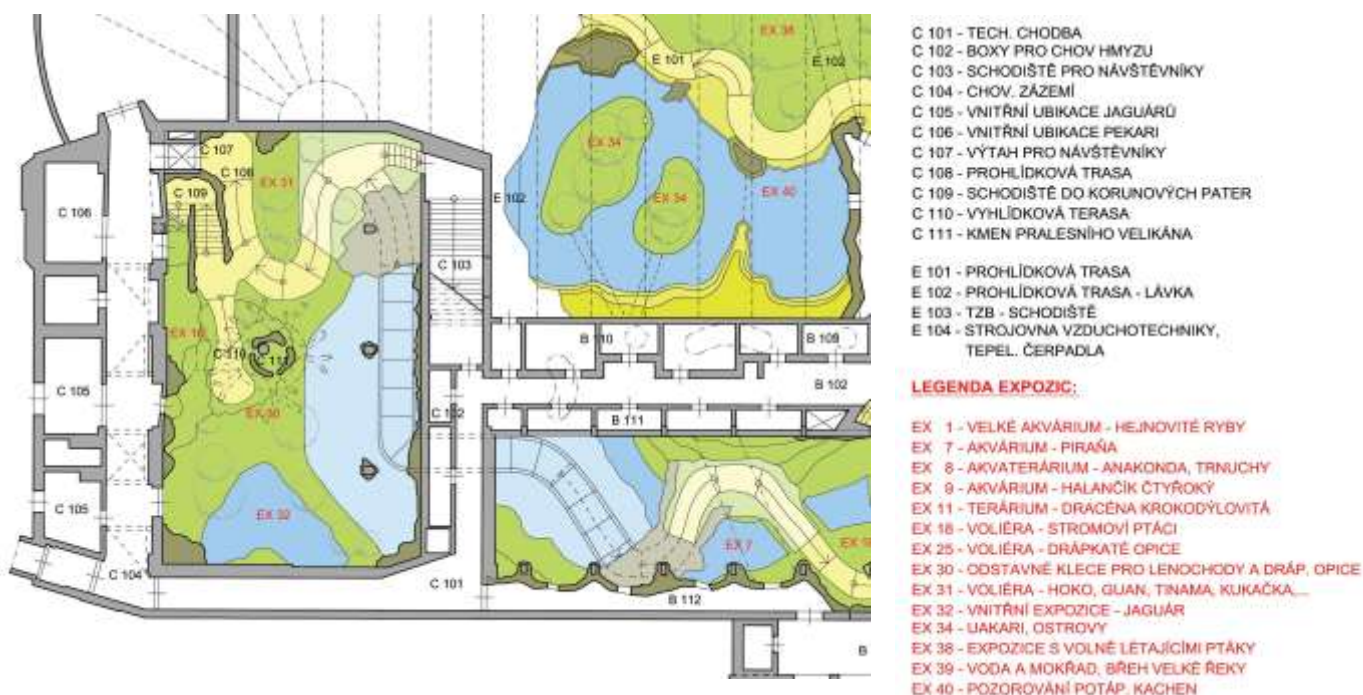 EX 38
E 101
E 102
C 107
C 108
EX 31
EX 34
C 109
C 106
EX 34
EX 40
E 102
C 103
EX 18
B 110
B 109
C 110
C 111
C 105
B 102
EX 30
C 102
B 111
EX 32
C 105
EX 7
C 104
C 101
B 112
B
C 101 - TECH. CHODBA
C 102 - BOXY PRO CHOV HMYZU
C 103 - SCHODIŠTĚ PRO NÁVŠTĚVNÍKY
C 104 - CHOV. ZÁZEMÍ
C 105 - VNITŘNÍ UBIKACE JAGUÁRŮ
C 106 - VNITŘNÍ UBIKACE PEKARI
C 107 - VÝTAH PRO NÁVŠTĚVNÍKY
C 108 - PROHLÍDKOVÁ TRASA
C 109 - SCHODIŠTĚ DO KORUNOVÝCH PATER
C 110 - VYHLÍDKOVÁ TERASA
C 111 - KMEN PRALESNÍHO VELIKÁNA
E 101 - PROHLÍDKOVÁ TRASA
E 102 - PROHLÍDKOVÁ TRASA - LÁVKA
E 103 - TZB - SCHODIŠTĚ
E 104 - STROJOVNA VZDUCHOTECHNIKY,
TEPEL. ČERPADLA
LEGENDA EXPOZIC:
EX 1 - VELKÉ AKVÁRIUM - HEJNOVITÉ RYBY
EX 7 - AKVÁRIUM - PIRAŇA
EX 8 - AKVATERÁRIUM - ANAKONDA, TRNUCHY
EX 9 - AKVÁRIUM - HALANČÍK ČTYŘOKÝ
EX 11 - TERÁRIUM - DRACÉNA KROKODÝLOVITÁ
EX 18 - VOLIÉRA - STROMOVÍ PTÁCI
EX 25 - VOLIÉRA - DRÁPKATÉ OPICE
EX 30 - ODSTAVNÉ KLECE PRO LENOCHODY A DRÁP. OPICE
EX 31 - VOLIÉRA - HOKO, GUAN, TINAMA, KUKAČKA,...
EX 32 - VNITŘNÍ EXPOZICE - JAGUÁR
EX 34 - UAKARI, OSTROVY
EX 38 - EXPOZICE S VOLNĚ LÉTAJÍCÍMI PTÁKY
EX 39 - VODA A MOKŘAD, BŘEH VELKÉ ŘEKY
EX 40 - POZOROVÁNÍ POTÁP. KACHEN